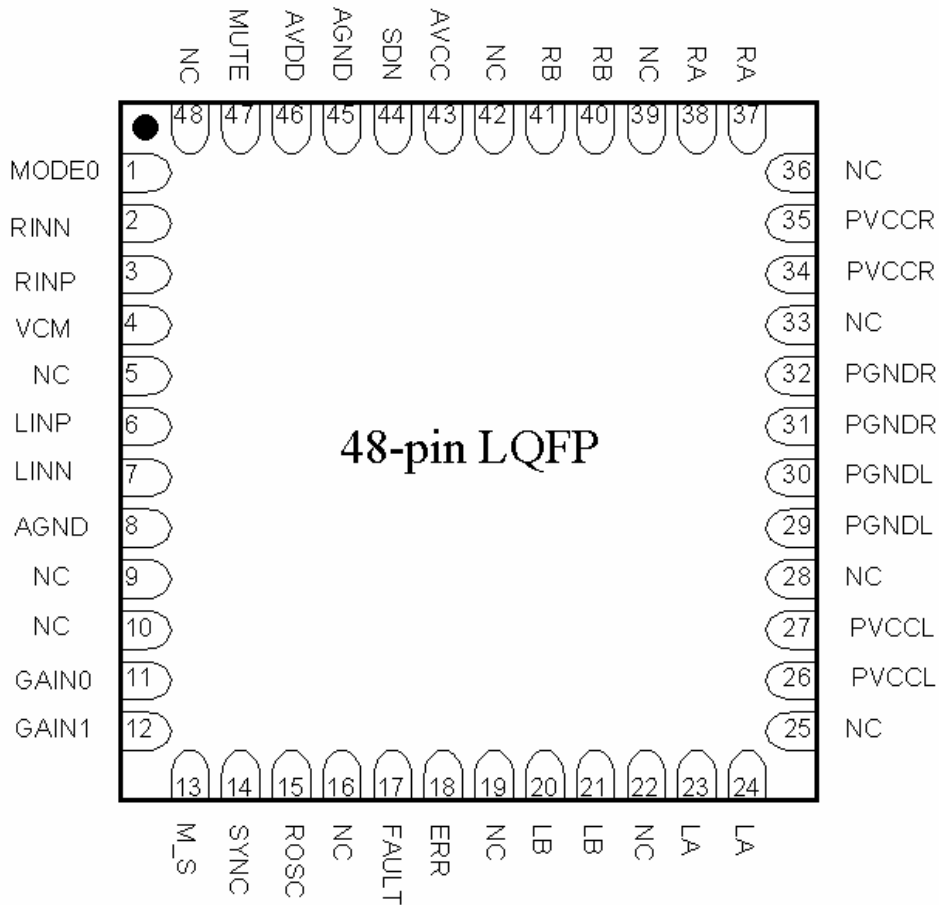 NC MUTE AVDD AGND SDN AVCC NC RB RB NC RA RA
48 47 46 45 44 43 42 41 40 39 38 37
MODE0 1 36 NC
RINN 2 35 PVCCR
RINP 3 34 PVCCR
VCM 4 33 NC
NC 5 32 PGNDR
LINP 6 31 PGNDR
48-pin LQFP
LINN 7 30 PGNDL
AGND 8 29 PGNDL
NC 9 28 NC
NC 10 27 PVCCL
GAIN0 11 26 PVCCL
GAIN1 12 25 NC
13 14 15 16 17 18 19 20 21 22 23 24
M_S SYNC ROSC NC FAULT ERR NC LB LB NC LA LA